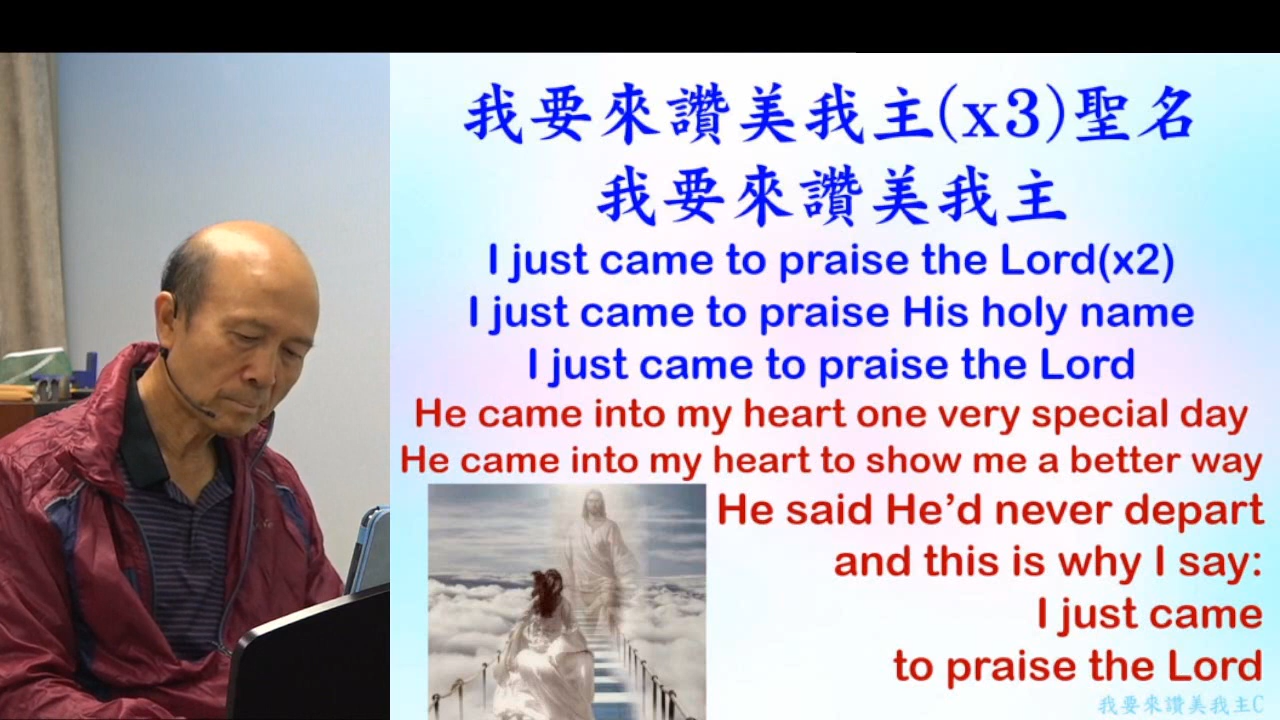 我要來讚美我主(x3)聖名
我要來讚美我主
I just came to praise the Lord(x2)
I just came to praise His holy name
I just came to praise the Lord
He came into my heart one very special day
He came into my heart to show me a better way
He said He’d never depart
and this is why I say:
I just came
to praise the Lord
我要來讚美我主C